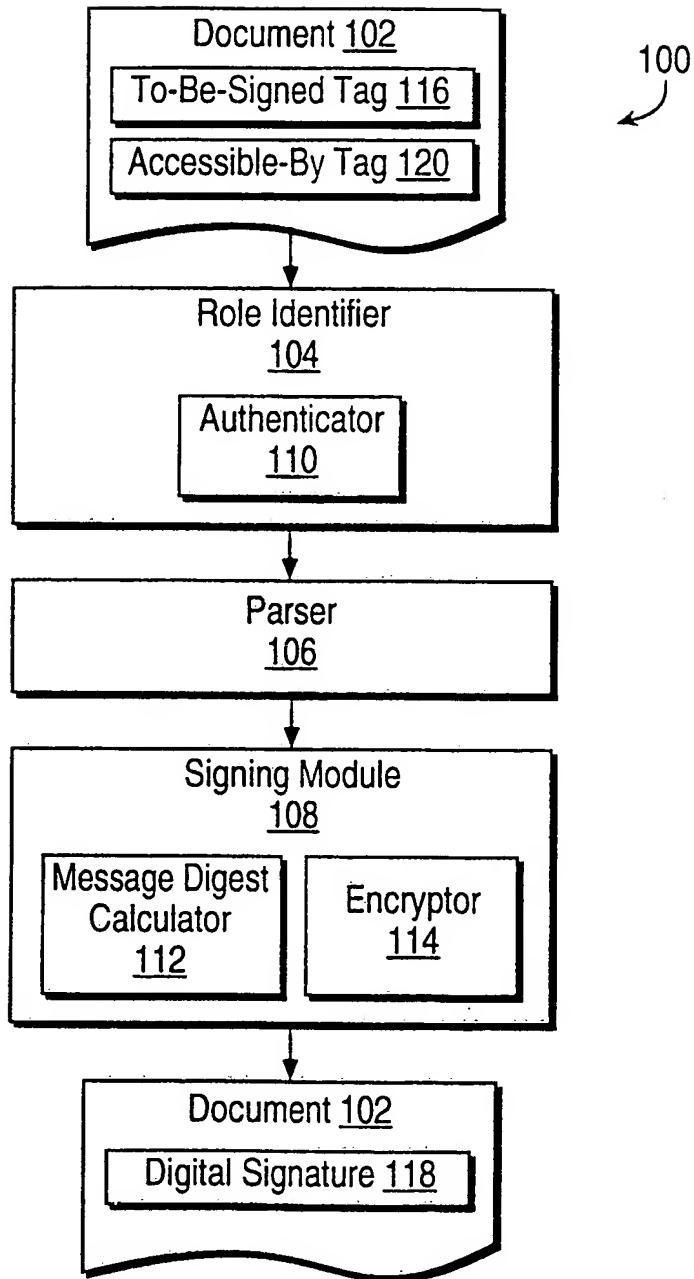 Document 102
100
To-Be-Signed Tag 116
Accessible-By Tag 120
Role Identifier
104
Authenticator
110
Parser
106
Signing Module
108
Message Digest
Calculator
112
Encryptor
114
Document 102
Digital Signature 118